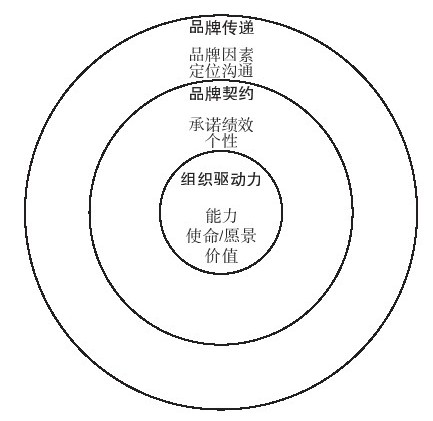 品牌传递
品牌因素
定位沟通
品牌契约
承诺绩效
个性
组织驱动力
能力
使命/愿景
价值